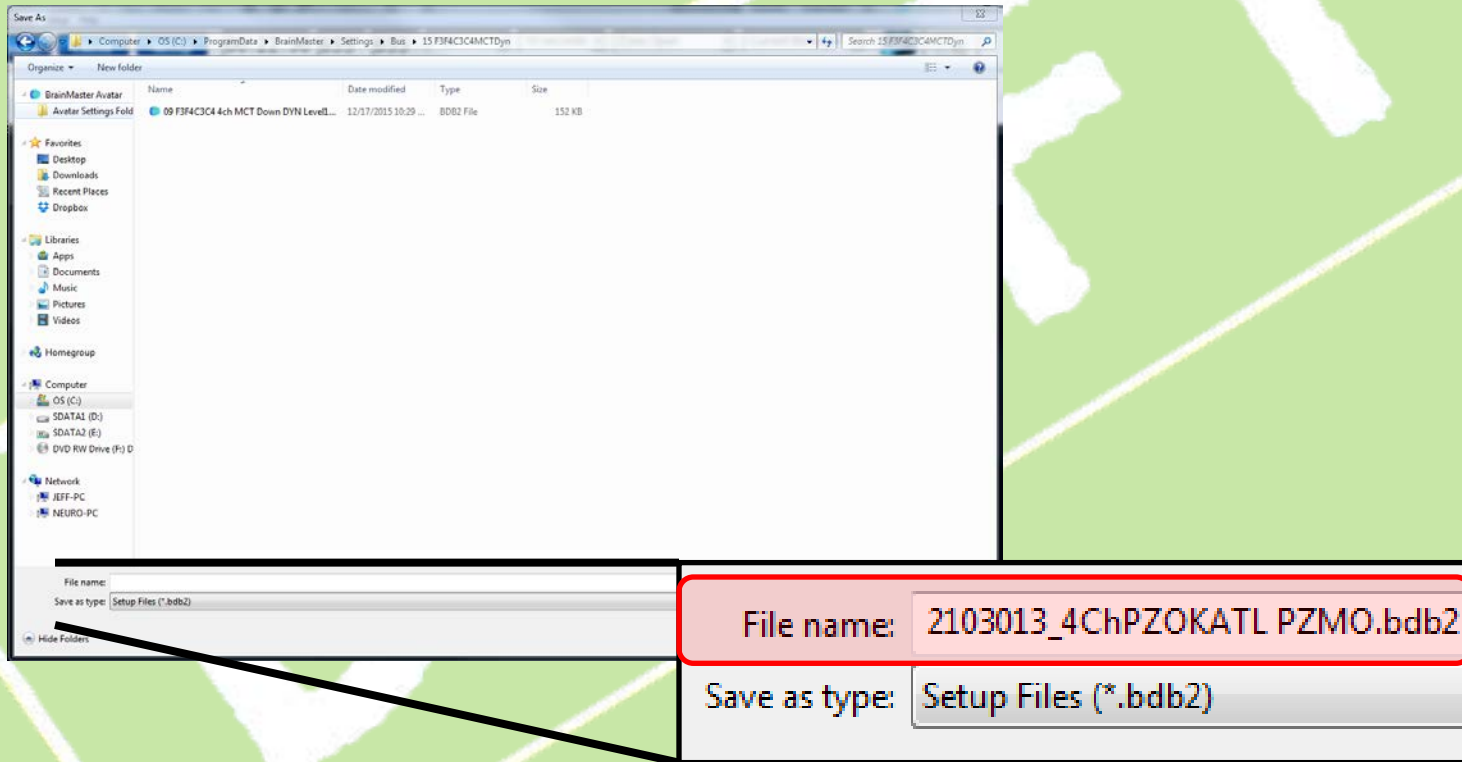 Save As
Computer ▸ OS (C:) ▸ ProgramData ▸ BrainMaster ▸ Settings ▸ Bus ▸ 15 F3F4C3C4MCTDyn
Search 15 F3F4C3C4MCTDyn
Organize
New folder
Name Date modified Type Size
09 F3F4C3C4 4ch MCT Down DYN Level1... 12/17/2015 10:29 ... BDB2 File 152 KB
BrainMaster Avatar
Avatar Settings Fold
Favorites
Desktop
Downloads
Recent Places
Dropbox
Libraries
Apps
Documents
Music
Pictures
Videos
Homegroup
Computer
OS (C:)
SDATA1 (D:)
SDATA2 (E:)
DVD RW Drive (F:) D
Network
JEFF-PC
NEURO-PC
File name:
Save as type: Setup Files (*.bdb2)
Hide Folders
File name: 2103013_4ChPZOKATL PZMO.bdb2
Save as type: Setup Files (*.bdb2)